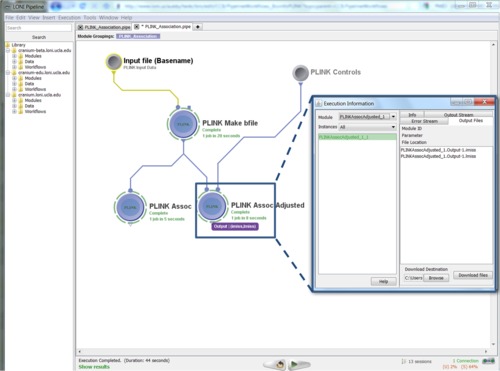 LONI Pipeline
File Edit View Insert Execution Tools Window Help
PLINK_Association.pipe
* PLINK_Association.pipe
Search
Search
Module Groupings: PLINK_Association
Library
cranium-beta.loni.ucla.edu
Modules
Data
Workflows
cranium-edu.loni.ucla.edu
Modules
Data
Workflows
cranium.loni.ucla.edu
Modules
Data
Workflows
Input file (Basename)
PLINK Input Data
PLINK Controls
PLINK Make bfile
Complete
1 job in 28 seconds
PLINK Assoc
Complete
1 job in 5 seconds
PLINK Assoc Adjusted
Complete
1 job in 8 seconds
Execution Information
Module PLINKAssocAdjusted_1_1
Instances All
PLINKAssocAdjusted_1_1
Info
Output Stream
Error Stream
Output Files
Module ID
Parameter
File Location
PLINKAssocAdjusted_1.Output-1.lmiss
PLINKAssocAdjusted_1.Output-1.imiss
Download Destination
C:\Users
Browse
Download files
Help
Execution Completed. (Duration: 44 seconds)
Show results
13 sessions
1 Connection